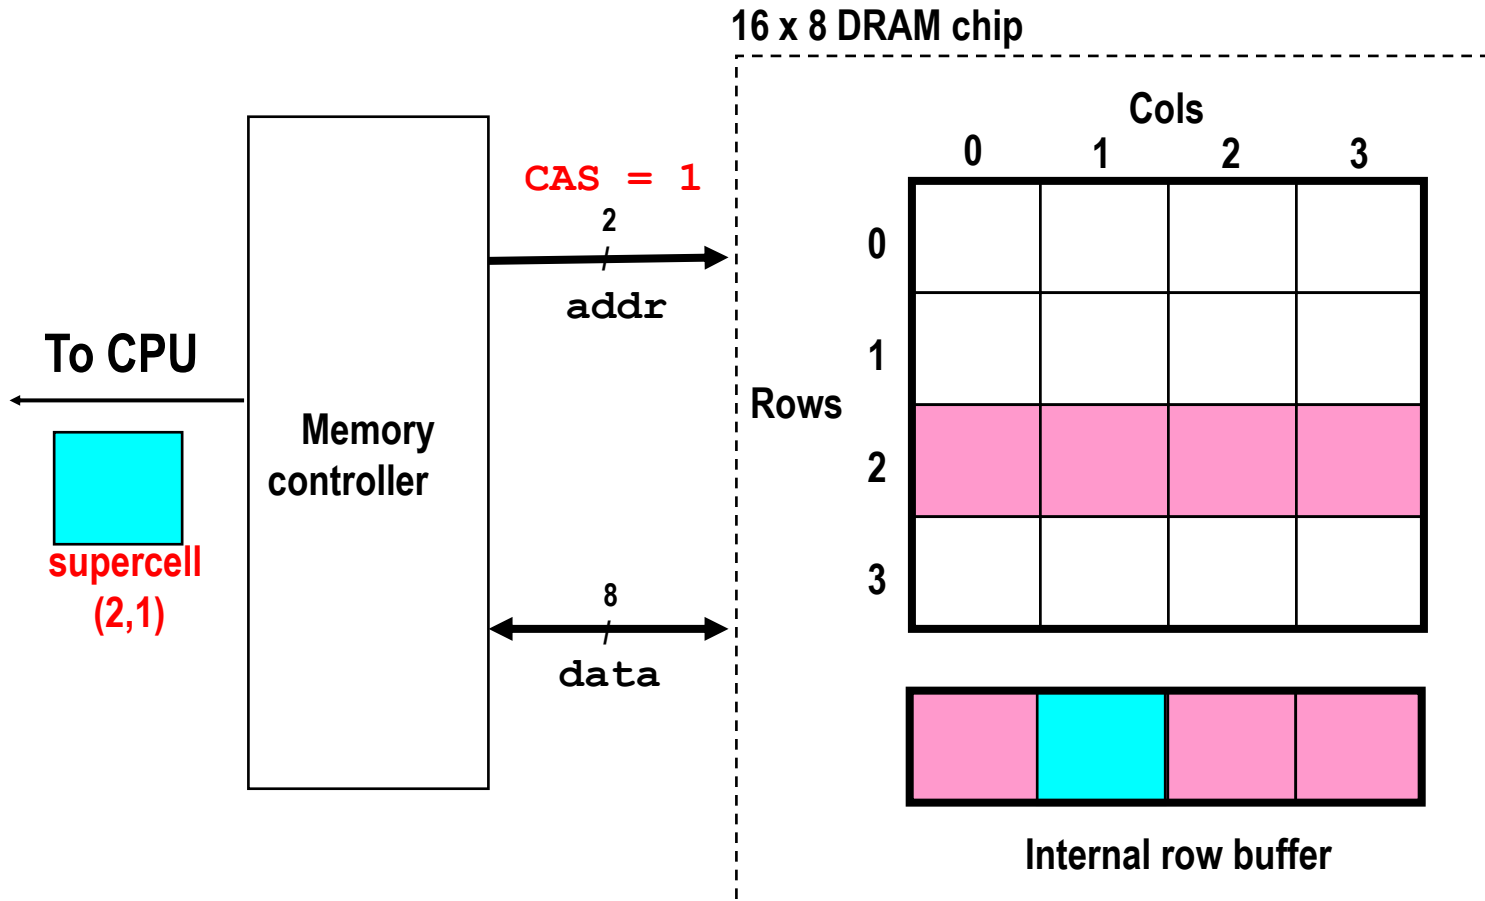 16 x 8 DRAM chip
Cols
0 1 2 3
CAS = 1
2
addr
0
To CPU
1
Rows
Memory
controller
2
supercell
(2,1)
3
8
data
Internal row buffer